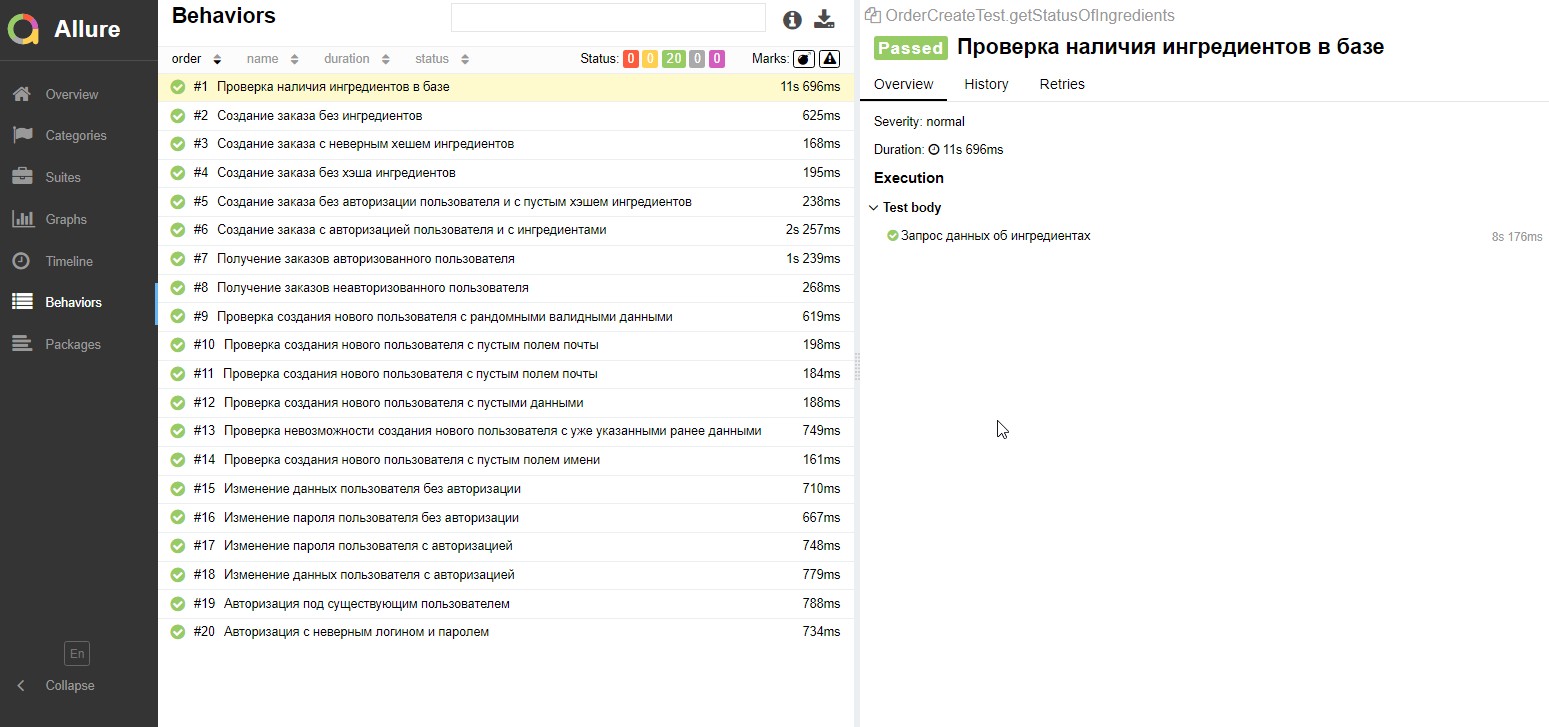 Allure
Overview
Categories
Suites
Graphs
Timeline
Behaviors
Packages
En
Collapse
Behaviors
order name duration status Status: 0 0 20 0 0 Marks:
#1 Проверка наличия ингредиентов в базе 11s 696ms
#2 Создание заказа без ингредиентов 625ms
#3 Создание заказа с неверным хешем ингредиентов 168ms
#4 Создание заказа без хэша ингредиентов 195ms
#5 Создание заказа без авторизации пользователя и с пустым хэшем ингредиентов 238ms
#6 Создание заказа с авторизацией пользователя и с ингредиентами 2s 257ms
#7 Получение заказов авторизованного пользователя 1s 239ms
#8 Получение заказов неавторизованного пользователя 268ms
#9 Проверка создания нового пользователя с рандомными валидными данными 619ms
#10 Проверка создания нового пользователя с пустым полем почты 198ms
#11 Проверка создания нового пользователя с пустым полем почты 184ms
#12 Проверка создания нового пользователя с пустыми данными 188ms
#13 Проверка невозможности создания нового пользователя с уже указанными ранее данными 749ms
#14 Проверка создания нового пользователя с пустым полем имени 161ms
#15 Изменение данных пользователя без авторизации 710ms
#16 Изменение пароля пользователя без авторизации 667ms
#17 Изменение пароля пользователя с авторизацией 748ms
#18 Изменение данных пользователя с авторизацией 779ms
#19 Авторизация под существующим пользователем 788ms
#20 Авторизация с неверным логином и паролем 734ms
OrderCreateTest.getStatusOfIngredients
Passed Проверка наличия ингредиентов в базе
Overview History Retries
Severity: normal
Duration: 11s 696ms
Execution
Test body
Запрос данных об ингредиентах 8s 176ms